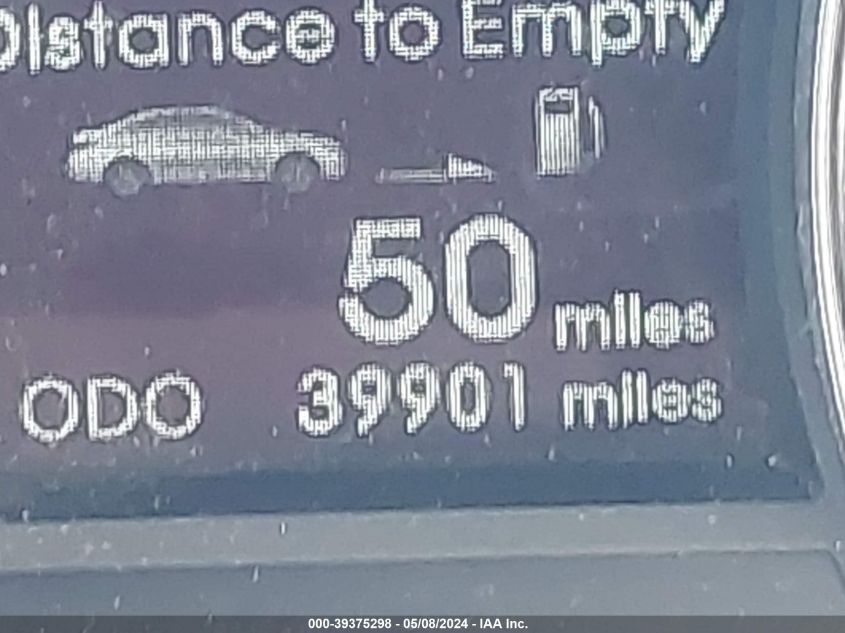 Distance to Empty
50 miles
ODO 39901 miles
000-39375298 - 05/08/2024 - IAA Inc.